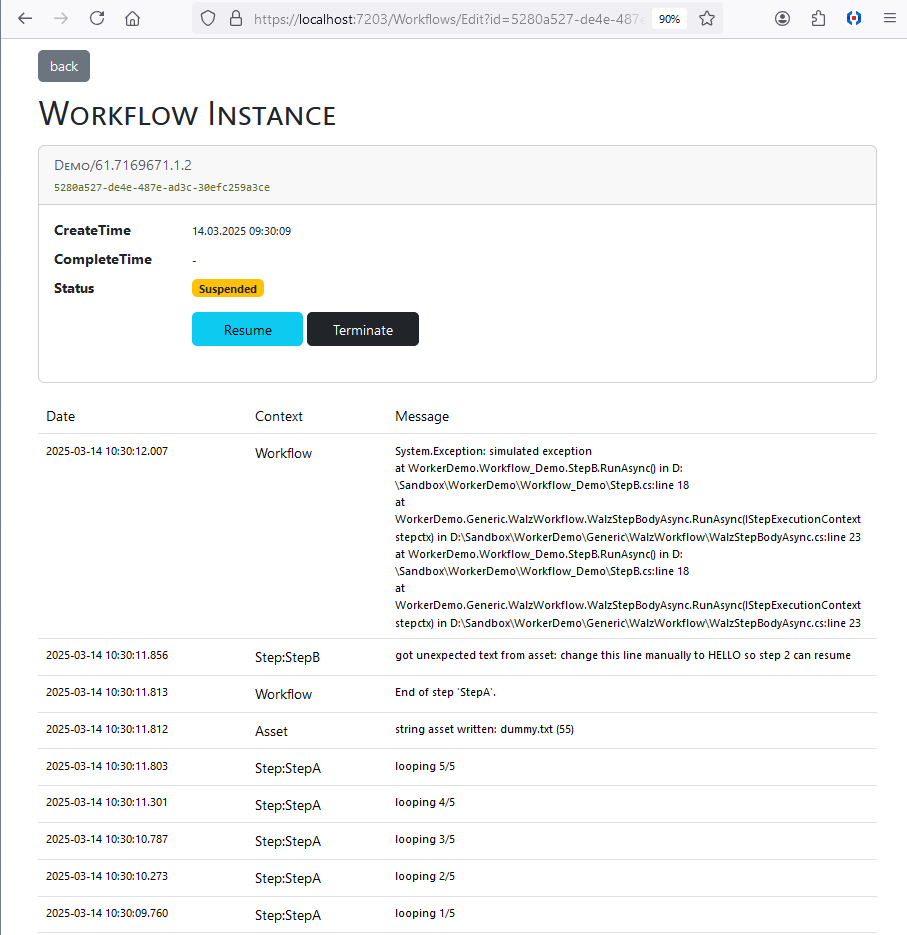 https://localhost:7203/Workflows/Edit?id=5280a527-de4e-487e
90%
back
Workflow Instance
Demo/61.7169671.1.2
5280a527-de4e-487e-ad3c-30efc259a3ce
CreateTime 14.03.2025 09:30:09
CompleteTime -
Status Suspended
Resume Terminate
Date Context Message
2025-03-14 10:30:12.007 Workflow System.Exception: simulated exception
at WorkerDemo.Workflow_Demo.StepB.RunAsync() in D:
\Sandbox\WorkerDemo\Workflow_Demo\StepB.cs:line 18
at
WorkerDemo.Generic.WalzWorkflow.WalzStepBodyAsync.RunAsync(IStepExecutionContext
stepctx) in D:\Sandbox\WorkerDemo\Generic\WalzWorkflow\WalzStepBodyAsync.cs:line 23
at WorkerDemo.Workflow_Demo.StepB.RunAsync() in D:
\Sandbox\WorkerDemo\Workflow_Demo\StepB.cs:line 18
at
WorkerDemo.Generic.WalzWorkflow.WalzStepBodyAsync.RunAsync(IStepExecutionContext
stepctx) in D:\Sandbox\WorkerDemo\Generic\WalzWorkflow\WalzStepBodyAsync.cs:line 23
2025-03-14 10:30:11.856 Step:StepB got unexpected text from asset: change this line manually to HELLO so step 2 can resume
2025-03-14 10:30:11.813 Workflow End of step 'StepA'.
2025-03-14 10:30:11.812 Asset string asset written: dummy.txt (55)
2025-03-14 10:30:11.803 Step:StepA looping 5/5
2025-03-14 10:30:11.301 Step:StepA looping 4/5
2025-03-14 10:30:10.787 Step:StepA looping 3/5
2025-03-14 10:30:10.273 Step:StepA looping 2/5
2025-03-14 10:30:09.760 Step:StepA looping 1/5